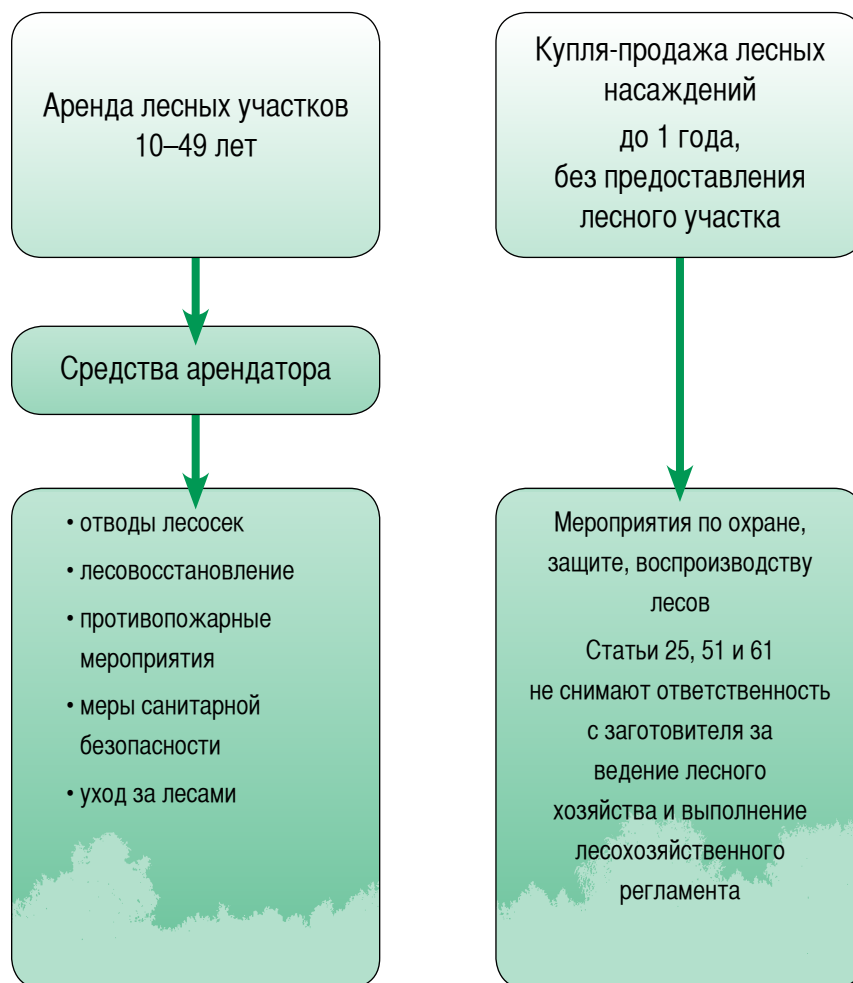 Аренда лесных участков
10–49 лет
Средства арендатора
• отводы лесосек
• лесовосстановление
• противопожарные
мероприятия
• меры санитарной
безопасности
• уход за лесами
Купля-продажа лесных
насаждений
до 1 года,
без предоставления
лесного участка
Мероприятия по охране,
защите, воспроизводству
лесов
Статьи 25, 51 и 61
не снимают ответственность
с заготовителя за
ведение лесного
хозяйства и выполнение
лесохозяйственного
регламента